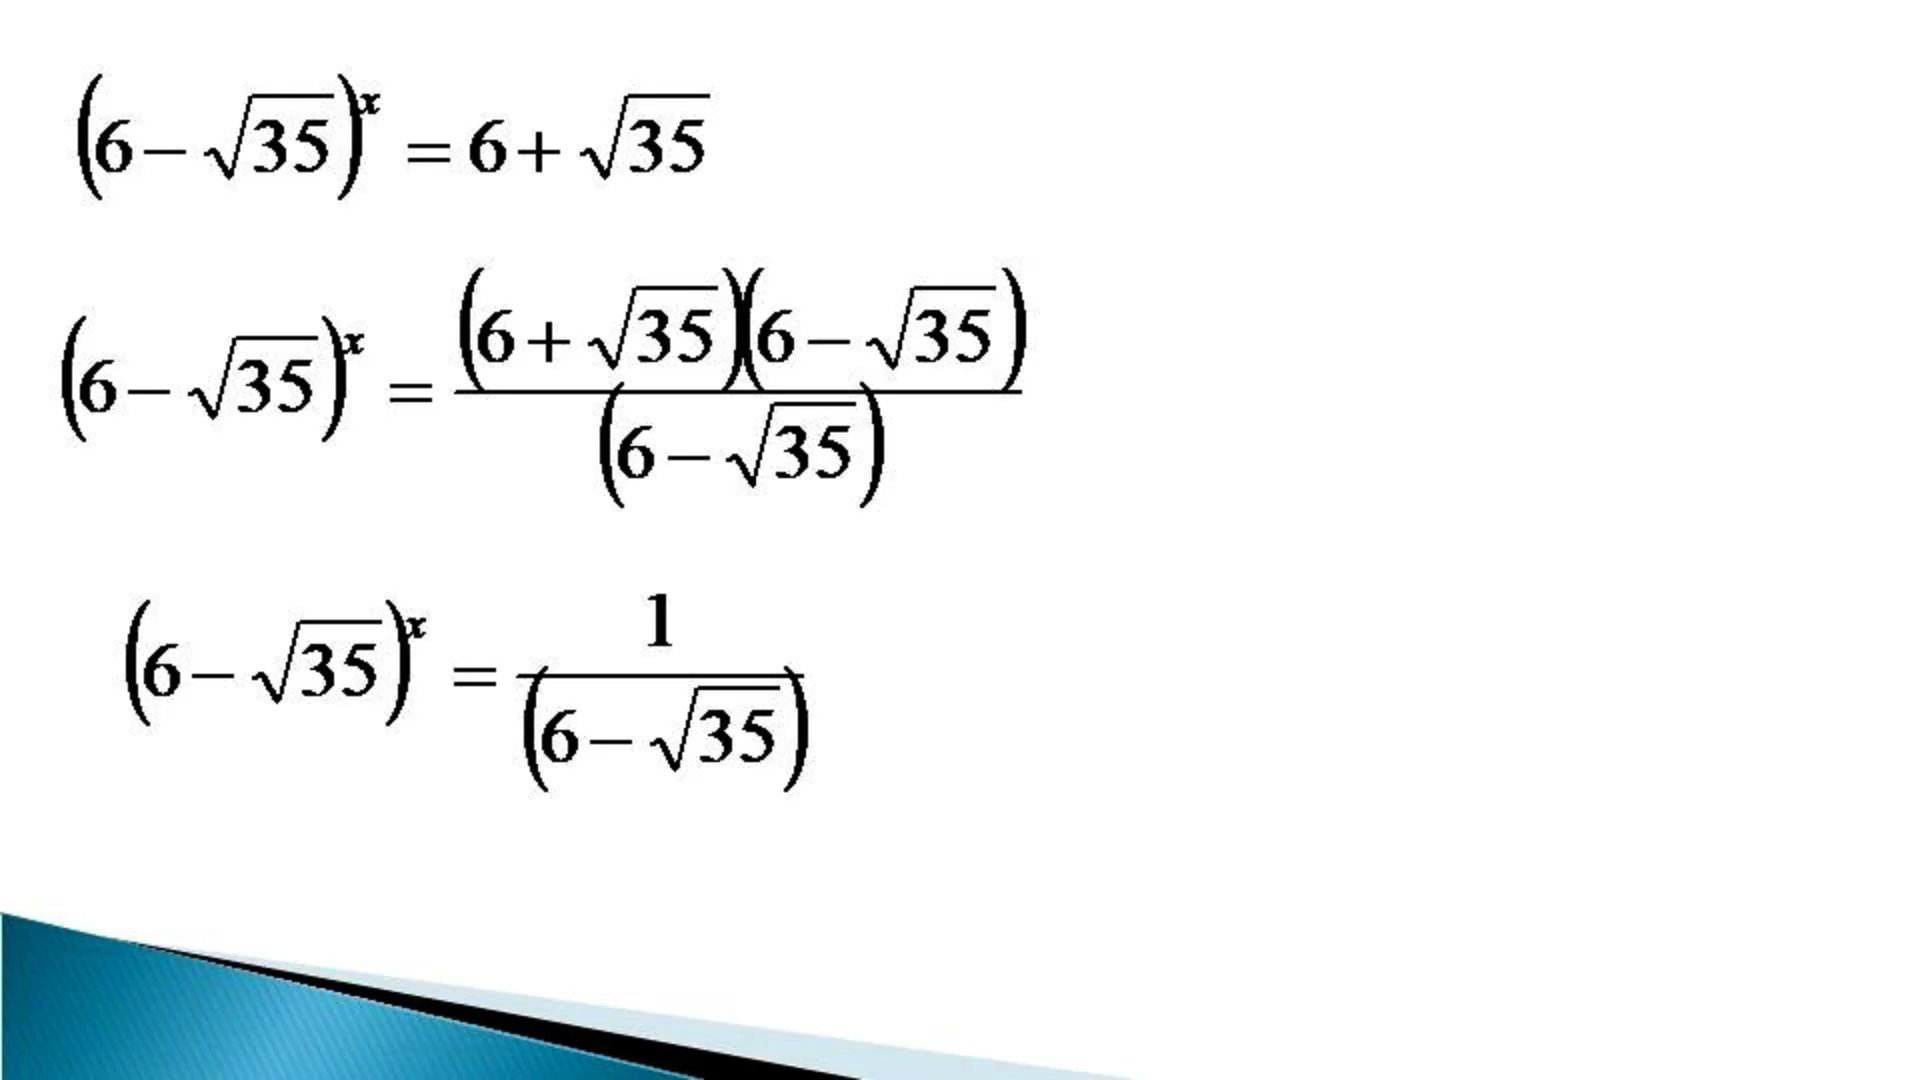 (6 − √35)^x = 6 + √35
(6 − √35)^x = (6 + √35)(6 − √35) / (6 − √35)
(6 − √35)^x = 1 / (6 − √35)